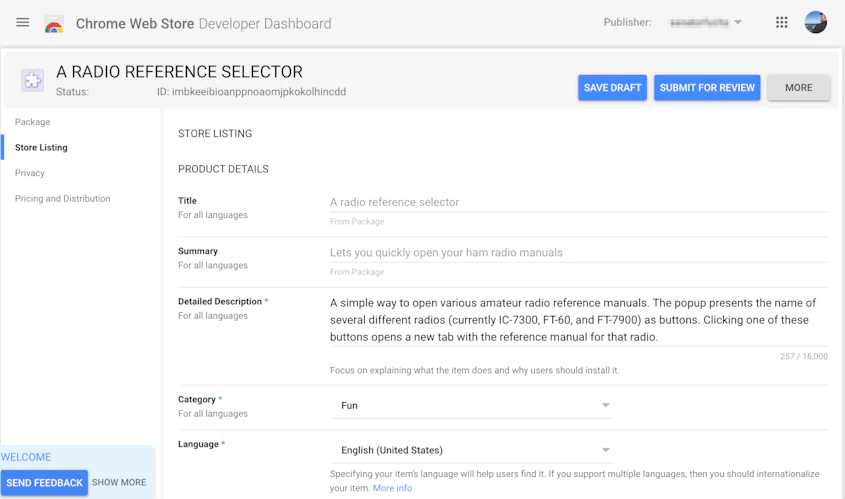 Chrome Web Store Developer Dashboard
Publisher:
A RADIO REFERENCE SELECTOR
Status:
ID: imbkeeibioanppnoaomjpkokolhincdd
SAVE DRAFT
SUBMIT FOR REVIEW
MORE
Package
Store Listing
Privacy
Pricing and Distribution
STORE LISTING
PRODUCT DETAILS
Title
For all languages
A radio reference selector
From Package
Summary
For all languages
Lets you quickly open your ham radio manuals
From Package
Detailed Description *
For all languages
A simple way to open various amateur radio reference manuals. The popup presents the name of
several different radios (currently IC-7300, FT-60, and FT-7900) as buttons. Clicking one of these
buttons opens a new tab with the reference manual for that radio.
257 / 16,000
Focus on explaining what the item does and why users should install it.
Category *
For all languages
Fun
Language *
English (United States)
Specifying your item's language will help users find it. If you support multiple languages, then you should internationalize
your item. More info
WELCOME
SEND FEEDBACK
SHOW MORE